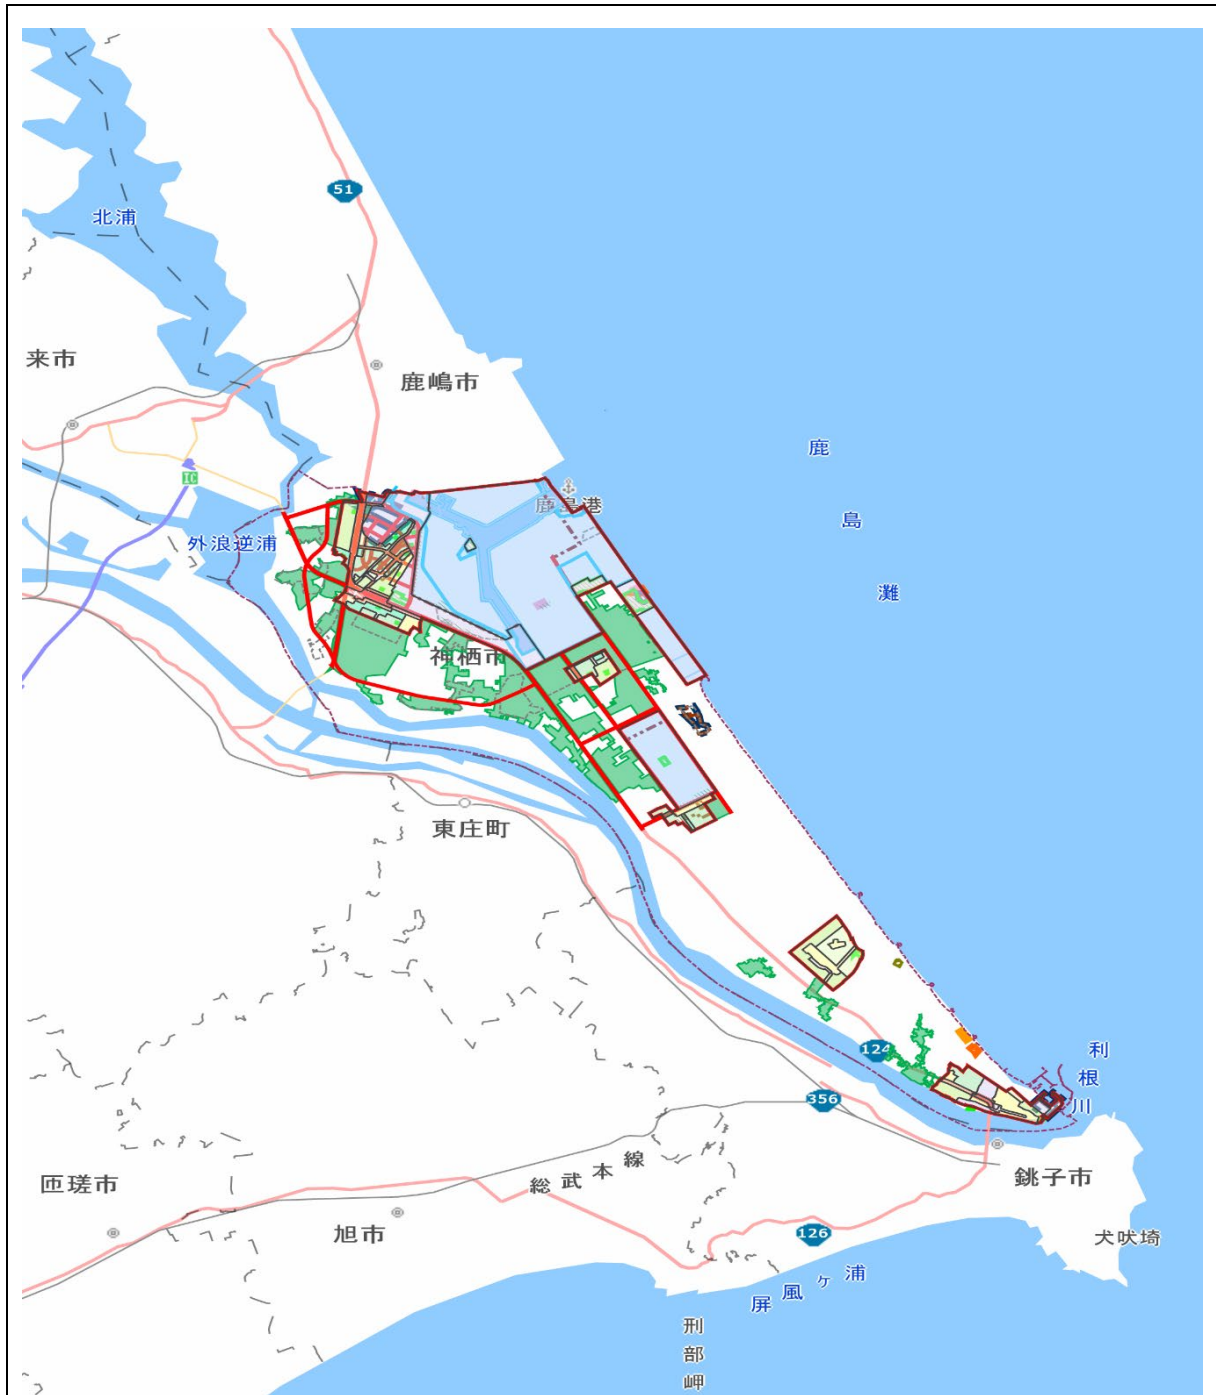 51
北浦
来市
鹿嶋市
鹿
島
灘
IC
鹿島港
外浪逆浦
神栖市
東庄町
124
利
根
川
356
総武本線
匝瑳市
銚子市
旭市
126
犬吠埼
屏風ヶ浦
刑
部
岬